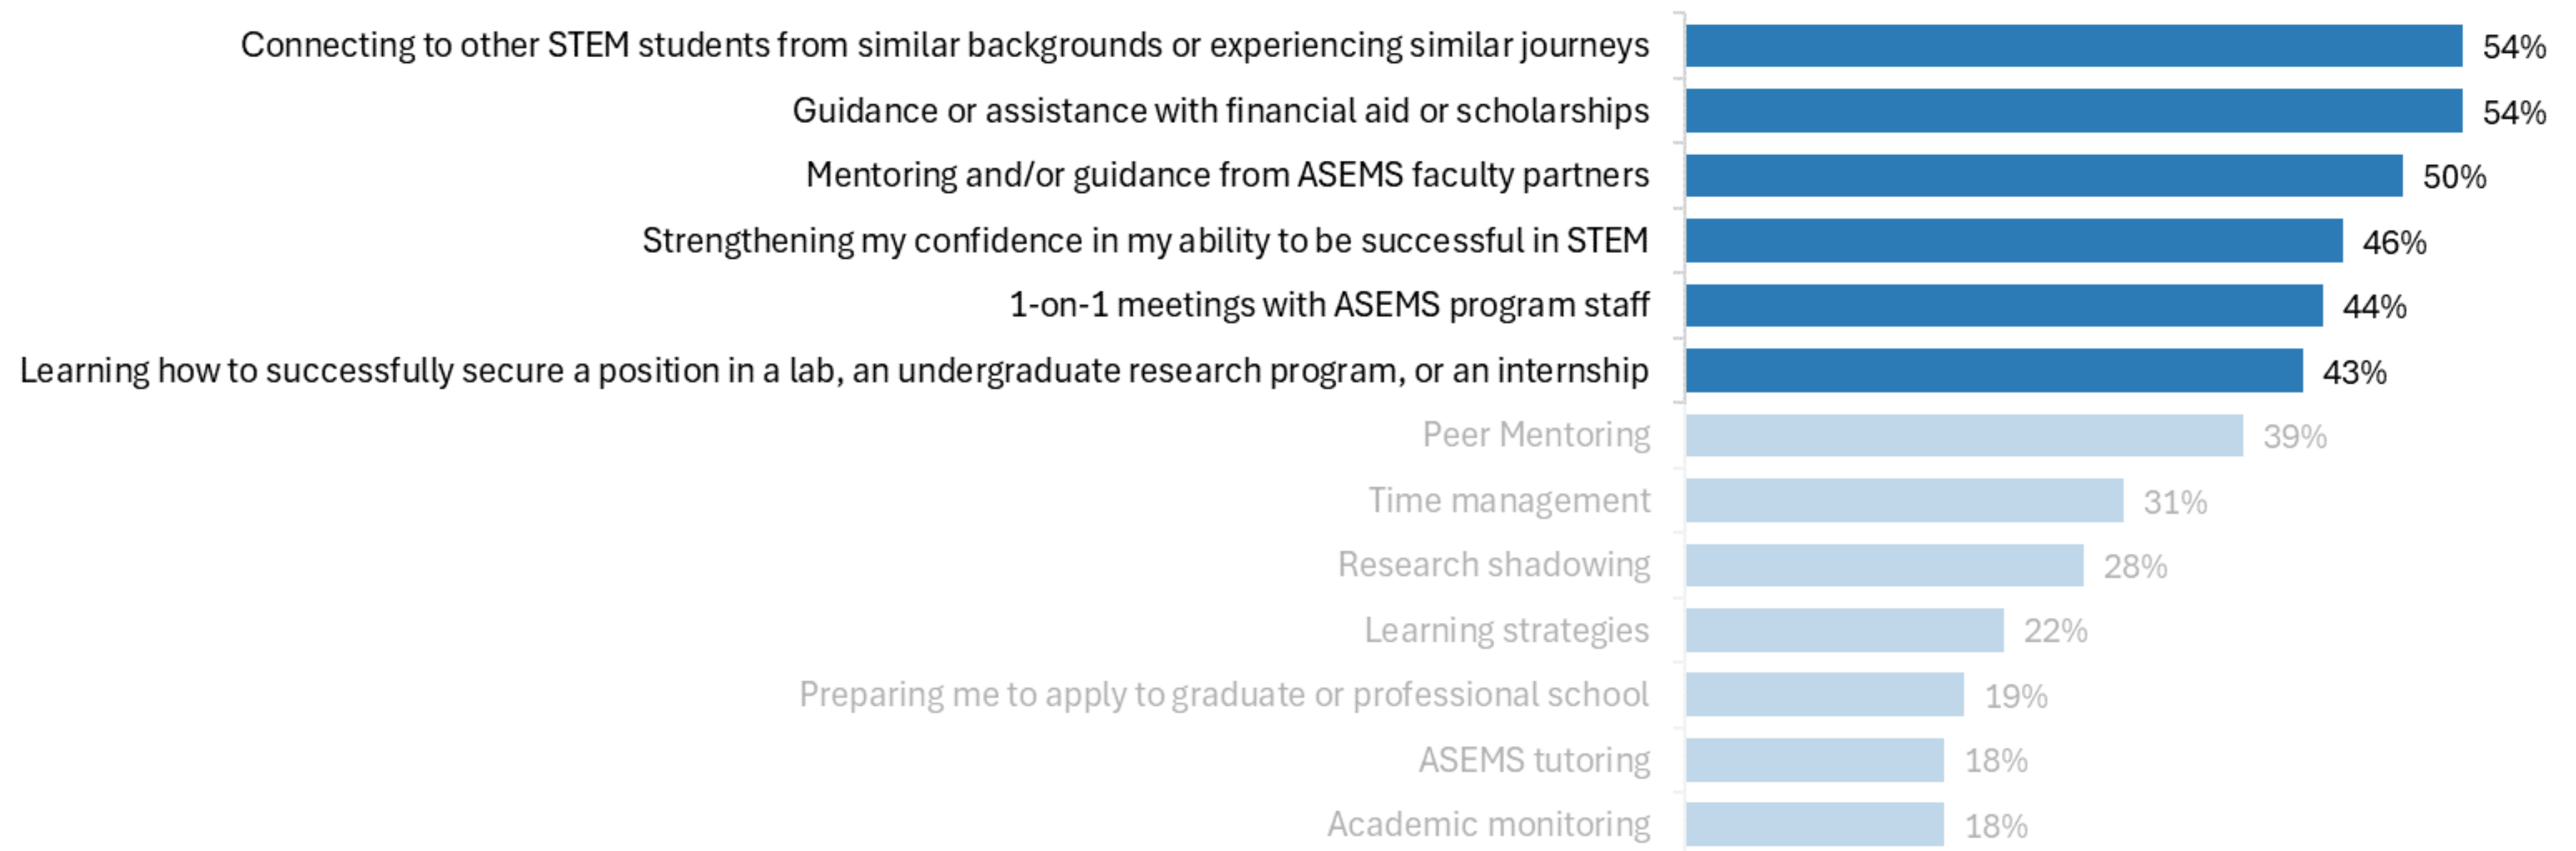 Connecting to other STEM students from similar backgrounds or experiencing similar journeys 54%
Guidance or assistance with financial aid or scholarships 54%
Mentoring and/or guidance from ASEMS faculty partners 50%
Strengthening my confidence in my ability to be successful in STEM 46%
1-on-1 meetings with ASEMS program staff 44%
Learning how to successfully secure a position in a lab, an undergraduate research program, or an internship 43%
Peer Mentoring 39%
Time management 31%
Research shadowing 28%
Learning strategies 22%
Preparing me to apply to graduate or professional school 19%
ASEMS tutoring 18%
Academic monitoring 18%